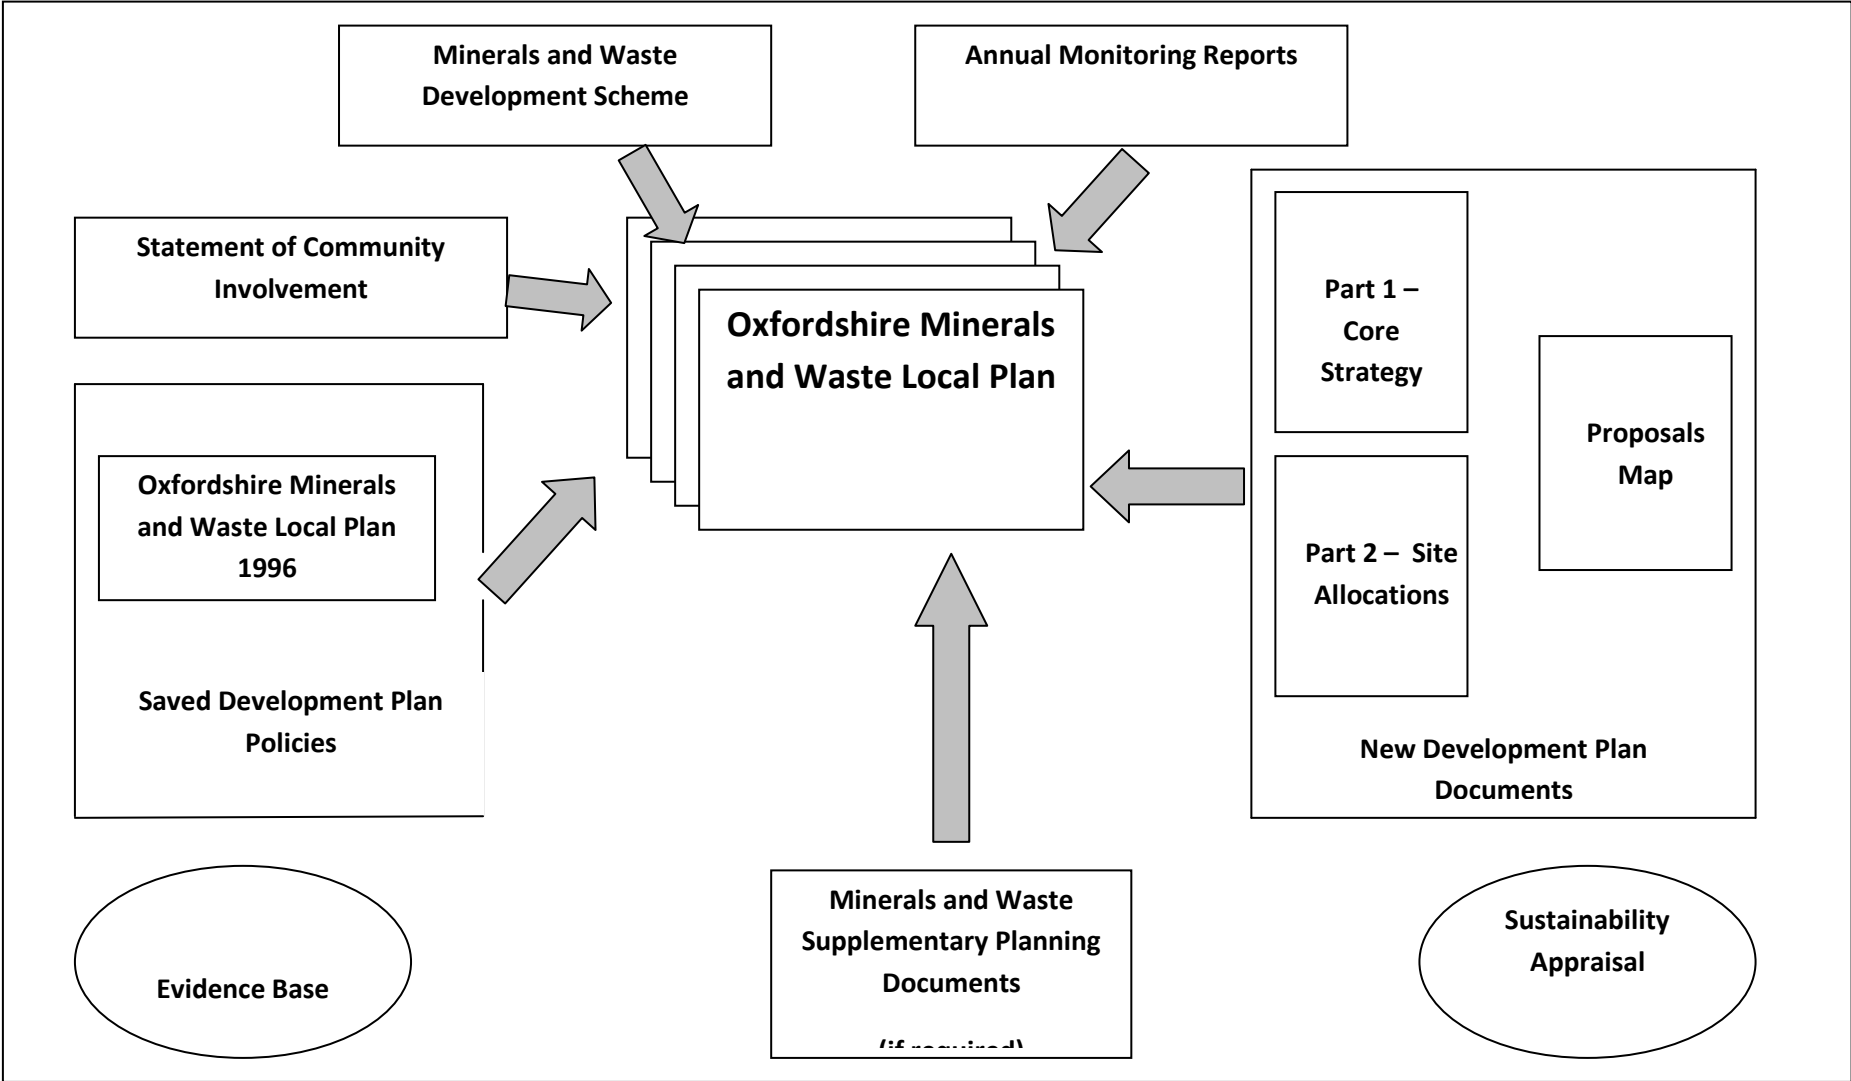 Minerals and Waste
Development Scheme
Annual Monitoring Reports
Statement of Community
Involvement
Oxfordshire Minerals
and Waste Local Plan
Part 1 –
Core
Strategy
Proposals
Map
Oxfordshire Minerals
and Waste Local Plan
1996
Part 2 – Site
Allocations
Saved Development Plan
Policies
New Development Plan
Documents
Evidence Base
Minerals and Waste
Supplementary Planning
Documents
(if required)
Sustainability
Appraisal